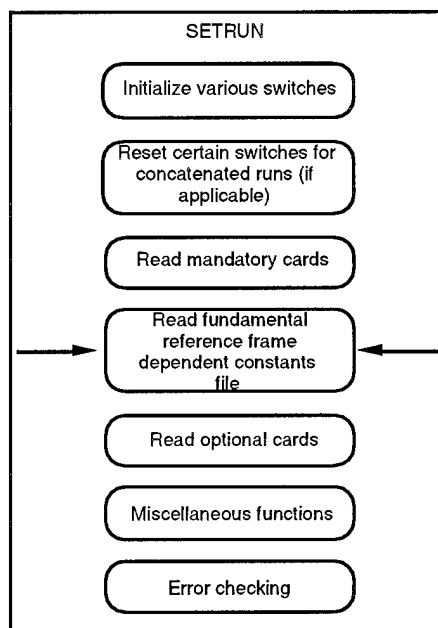 SETRUN
Initialize various switches
Reset certain switches for
concatenated runs (if
applicable)
Read mandatory cards
Read fundamental
reference frame
dependent constants
file
Read optional cards
Miscellaneous functions
Error checking